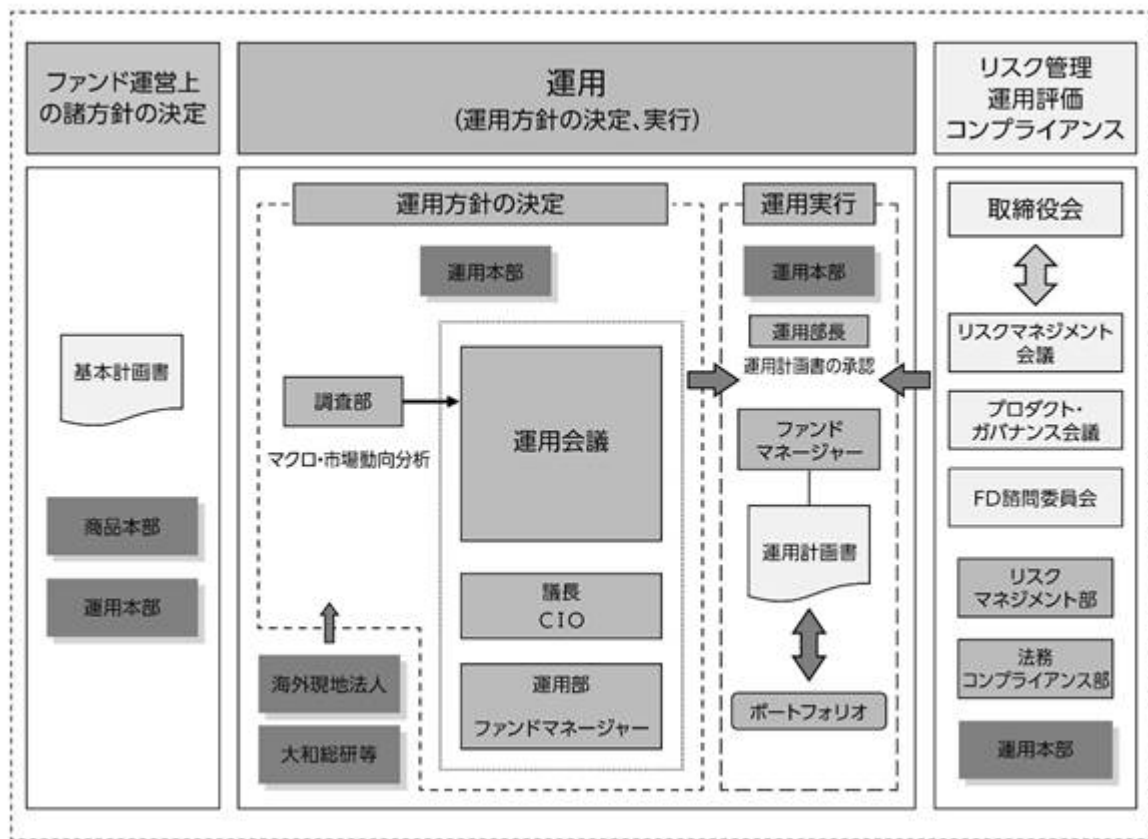 ファンド運営上
の諸方針の決定
運用
(運用方針の決定、実行)
リスク管理
運用評価
コンプライアンス
基本計画書
商品本部
運用本部
運用方針の決定
運用本部
調査部
マクロ・市場動向分析
運用会議
議長
CIO
運用部
ファンドマネージャー
海外現地法人
大和総研等
運用実行
運用本部
運用部長
運用計画書の承認
ファンド
マネージャー
運用計画書
ポートフォリオ
取締役会
リスクマネジメント
会議
プロダクト・
ガバナンス会議
FD諮問委員会
リスク
マネジメント部
法務
コンプライアンス部
運用本部